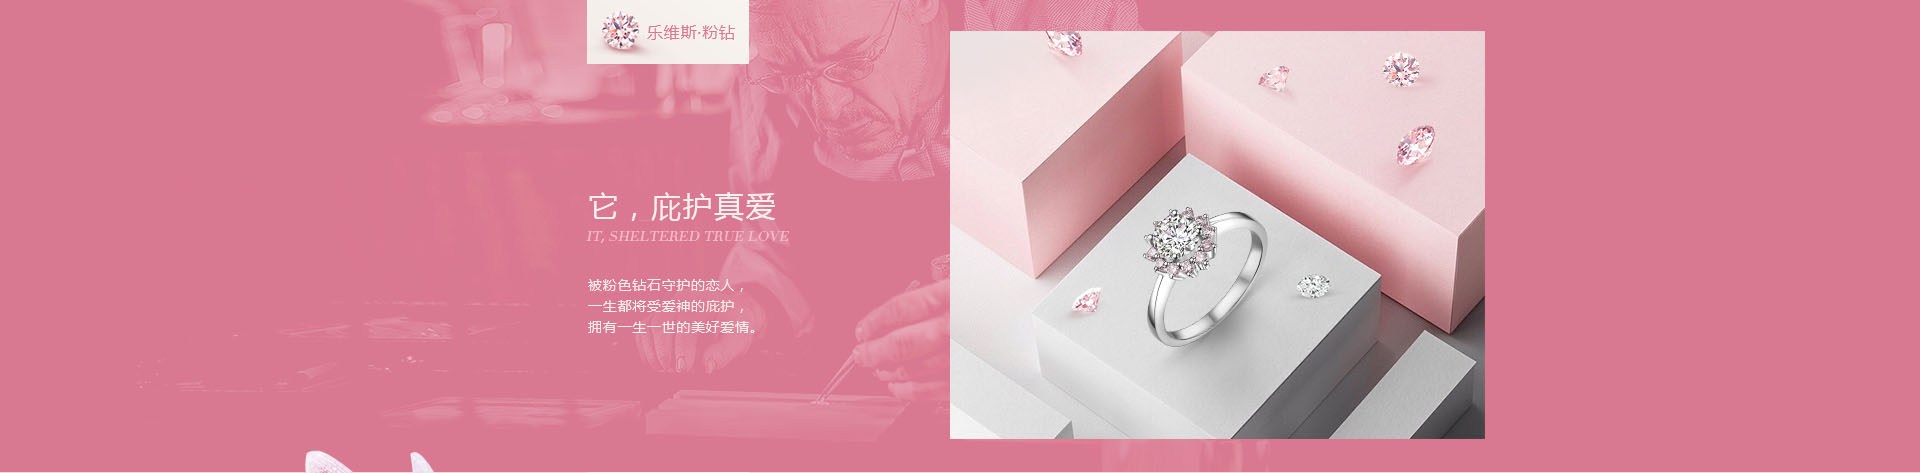 乐维斯·粉钻
它，庇护真爱
IT, SHELTERED TRUE LOVE
被粉色钻石守护的恋人，
一生都将受爱神的庇护，
拥有一生一世的美好爱情。